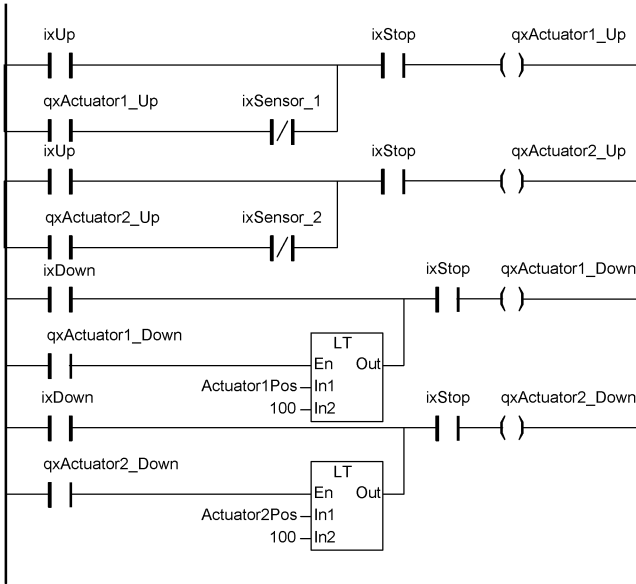 ixUp ixStop qxActuator1_Up
qxActuator1_Up ixSensor_1
ixUp ixStop qxActuator2_Up
qxActuator2_Up ixSensor_2
ixDown ixStop qxActuator1_Down
qxActuator1_Down
LT
En Out
Actuator1Pos In1
100 In2
ixDown ixStop qxActuator2_Down
qxActuator2_Down
LT
En Out
Actuator2Pos In1
100 In2